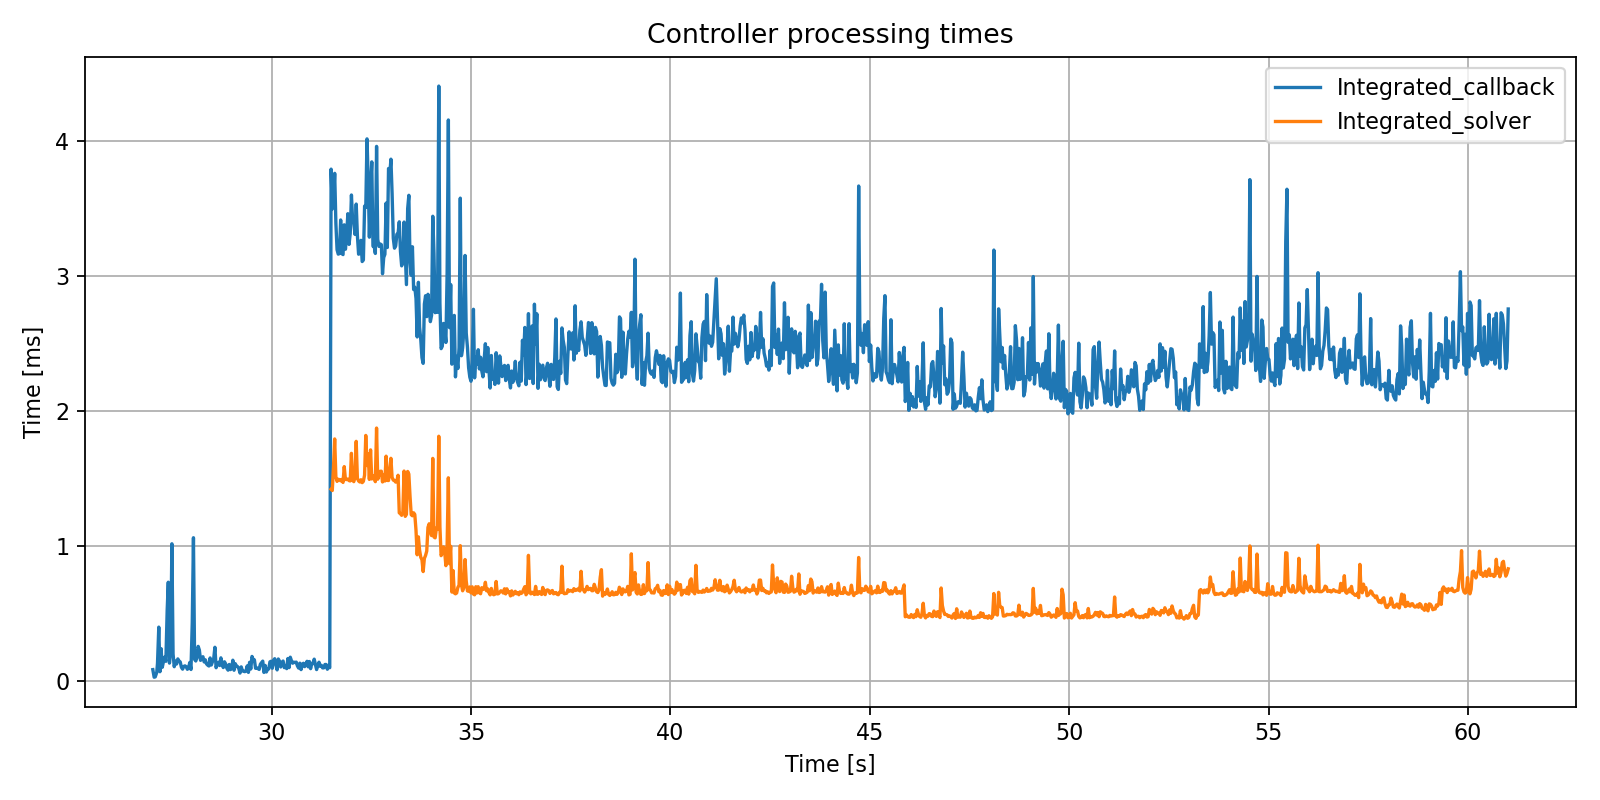 Controller processing times
Integrated_callback
Integrated_solver
Time [ms]
4
3
2
1
0
30 35 40 45 50 55 60
Time [s]